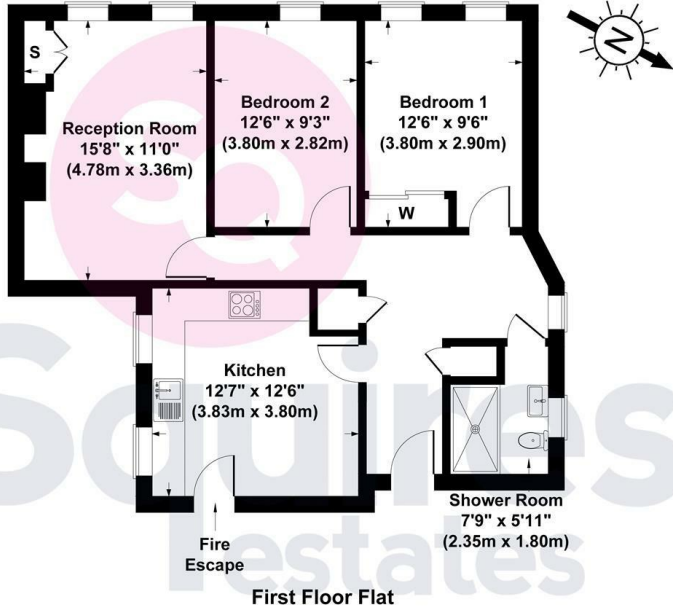 S
Reception Room
15'8" x 11'0"
(4.78m x 3.36m)
Bedroom 2
12'6" x 9'3"
(3.80m x 2.82m)
Bedroom 1
12'6" x 9'6"
(3.80m x 2.90m)
W
N
SQ
Kitchen
12'7" x 12'6"
(3.83m x 3.80m)
Squires
estates
Shower Room
7'9" x 5'11"
(2.35m x 1.80m)
Fire
Escape
First Floor Flat